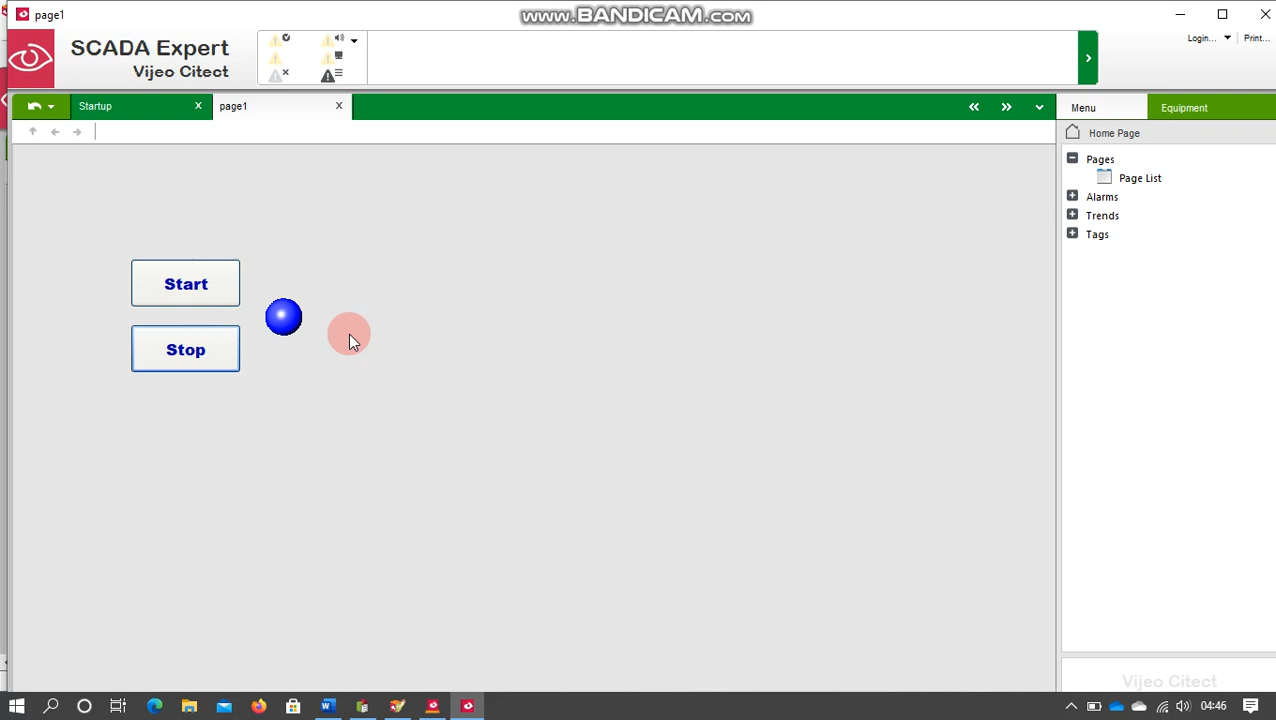 page1
www.BANDICAM.com
SCADA Expert
Vijeo Citect
Login...
Print...
Startup x
page1 x
Menu
Equipment
Home Page
Pages
Page List
Alarms
Trends
Tags
Start
Stop
Vijeo Citect
04:46